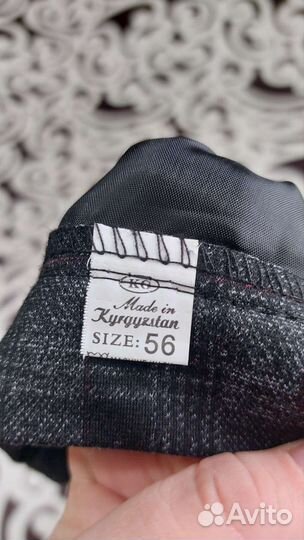 KG
Made in
Kyrgyzstan
SIZE: 56
Avito